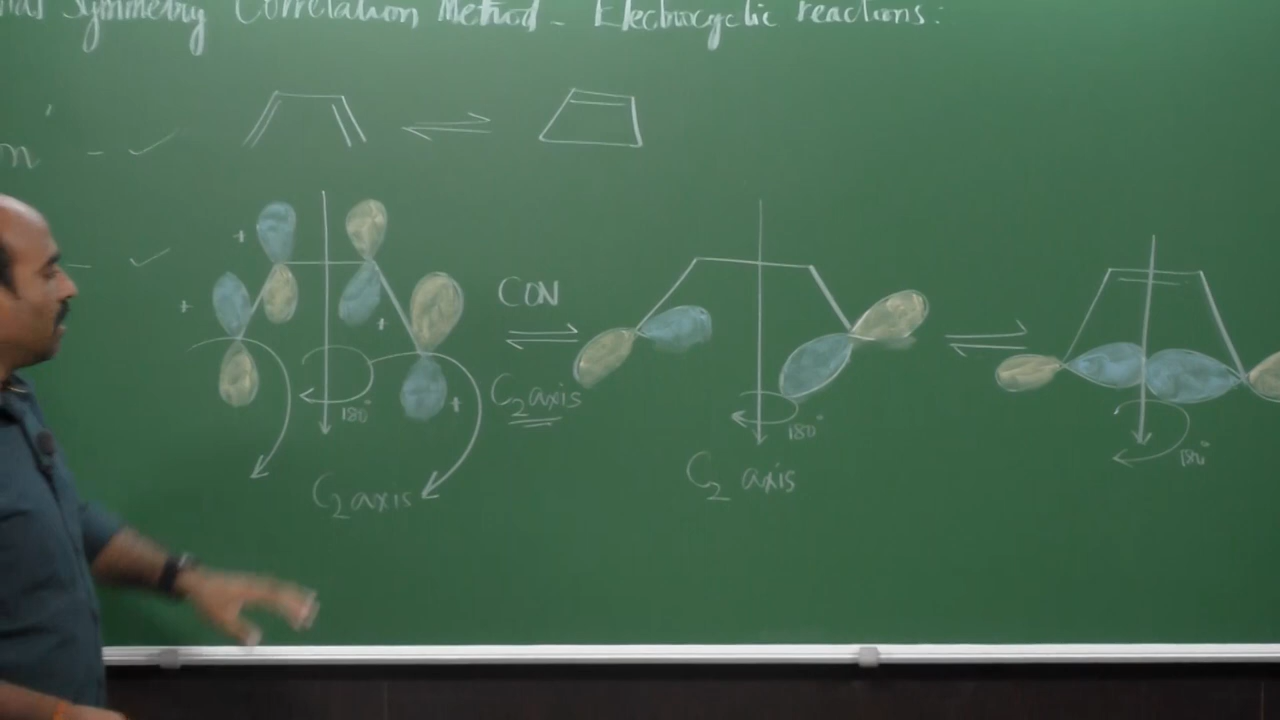 Symmetry Correlation Method - Electrocyclic reactions:
+
+
CON
+
C₂ axis
+
180°
180°
180°
C₂ axis
C₂ axis